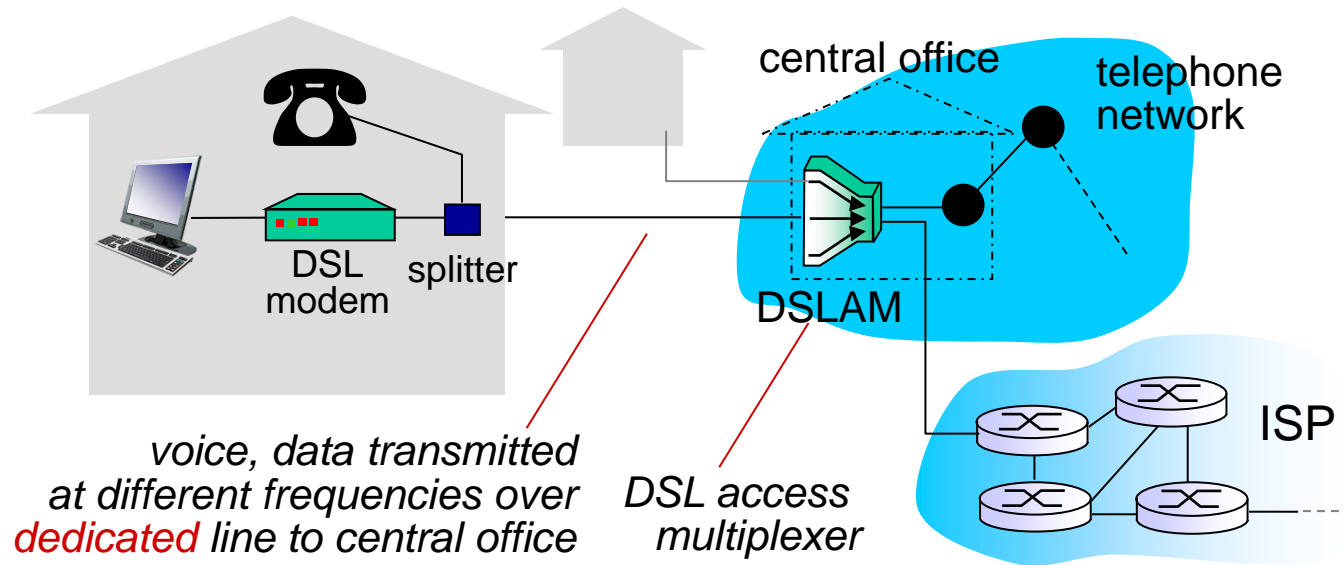 central office
telephone
network
DSL
modem
splitter
DSLAM
ISP
voice, data transmitted
at different frequencies over
dedicated line to central office
DSL access
multiplexer